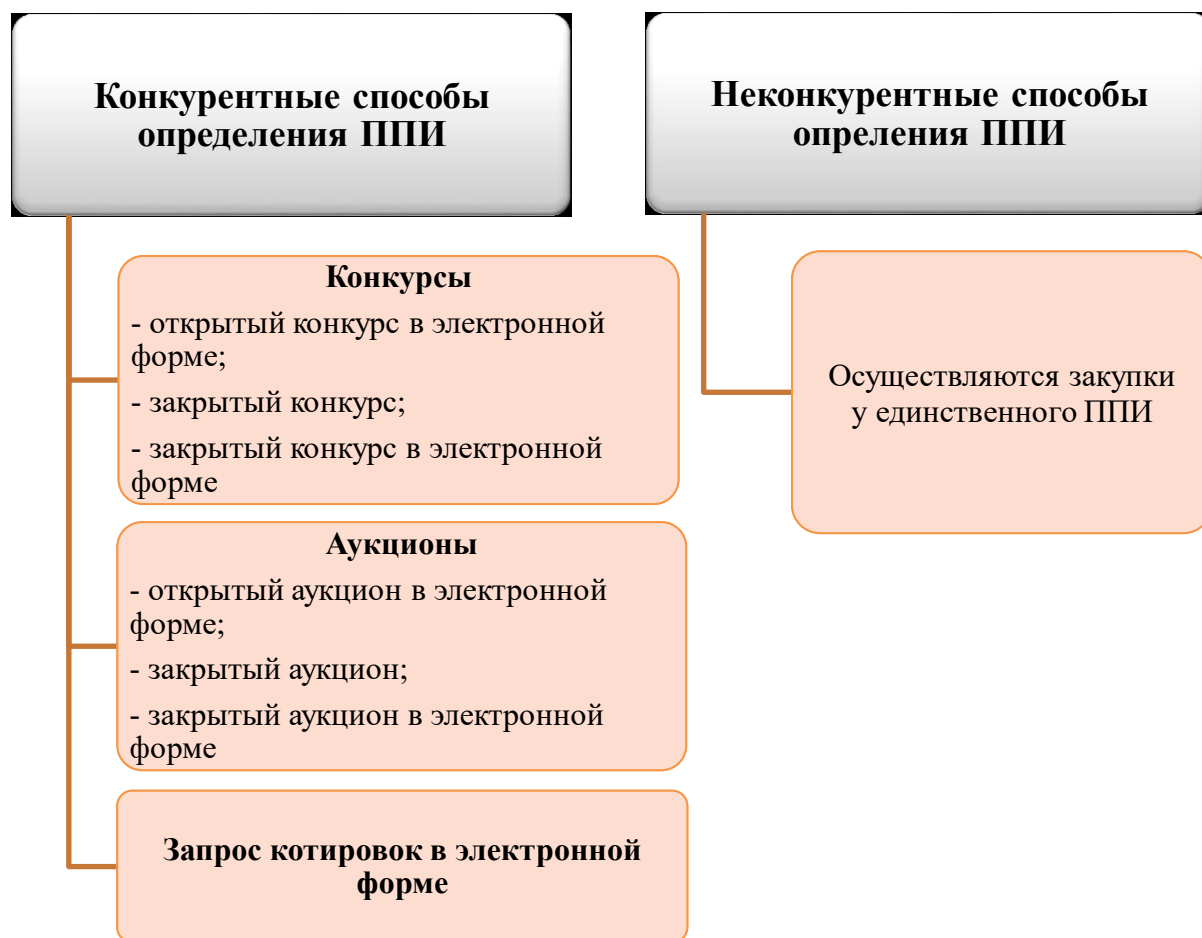 Конкурентные способы
определения ППИ
Неконкурентные способы
опреления ППИ
Конкурсы
- открытый конкурс в электронной
форме;
- закрытый конкурс;
- закрытый конкурс в электронной
форме
Осуществляются закупки
у единственного ППИ
Аукционы
- открытый аукцион в электронной
форме;
- закрытый аукцион;
- закрытый аукцион в электронной
форме
Запрос котировок в электронной
форме